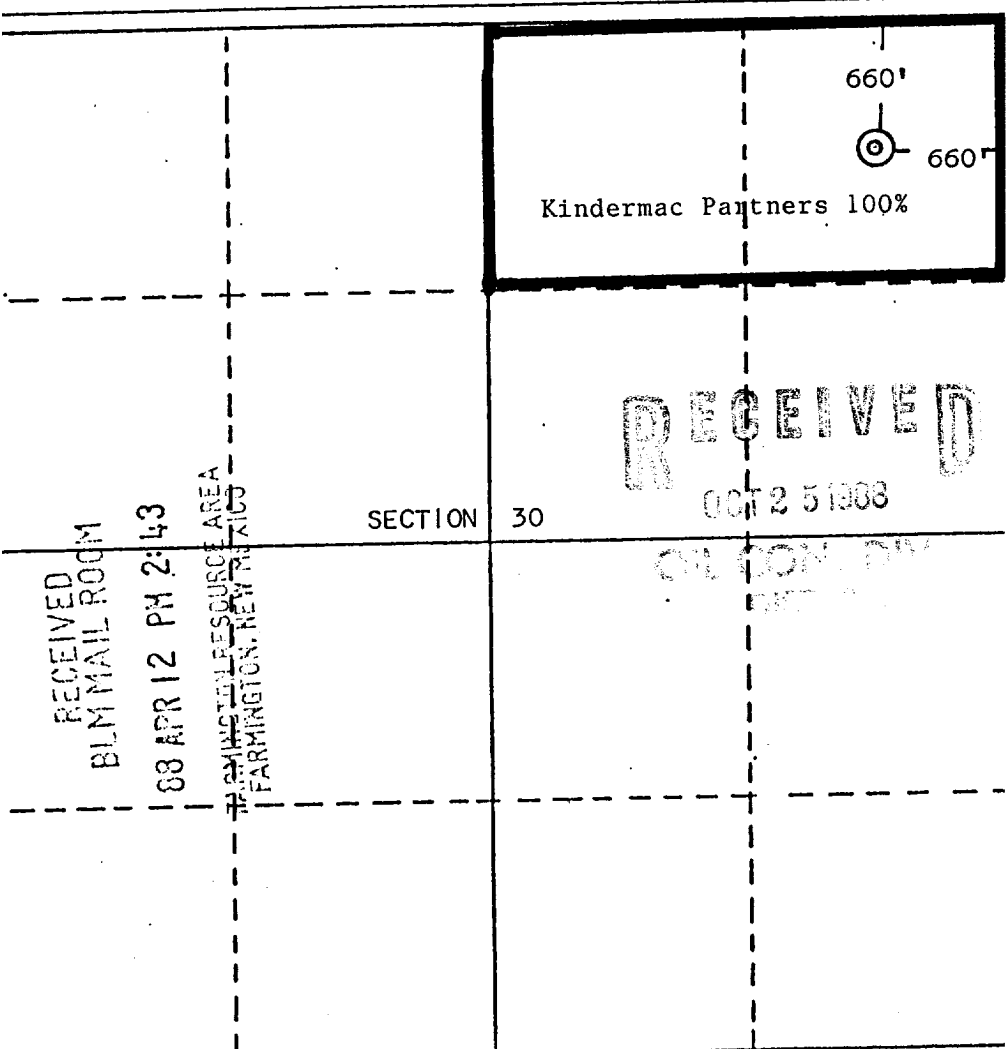 660'
660'
Kindermac Partners 100%
RECEIVED
OCT 25 1988
OIL CON. DIV
SECTION 30
RECEIVED
BLM MAIL ROOM
88 APR 12 PM 2:43
FARMINGTON RESOURCE AREA
FARMINGTON, NEW MEXICO